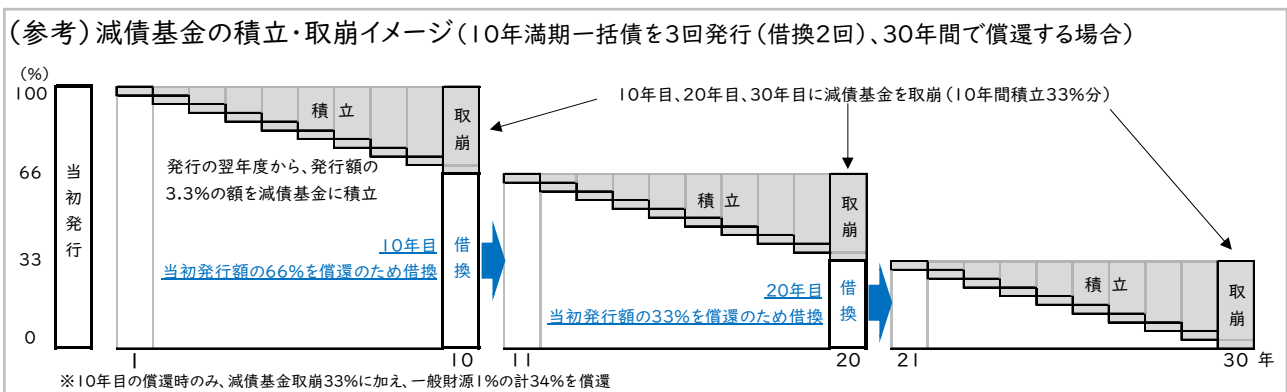 (参考)減債基金の積立・取崩イメージ(10年満期一括債を3回発行(借換2回)、30年間で償還する場合)
(%)
100
66
33
0
当初発行
積立
取崩
10年目、20年目、30年目に減債基金を取崩(10年間積立33%分)
発行の翌年度から、発行額の
3.3%の額を減債基金に積立
10年目
当初発行額の66%を償還のため借換
借換
積立
取崩
20年目
当初発行額の33%を償還のため借換
借換
積立
取崩
1
10
11
20
21
30 年
※10年目の償還時のみ、減債基金取崩33%に加え、一般財源1%の計34%を償還